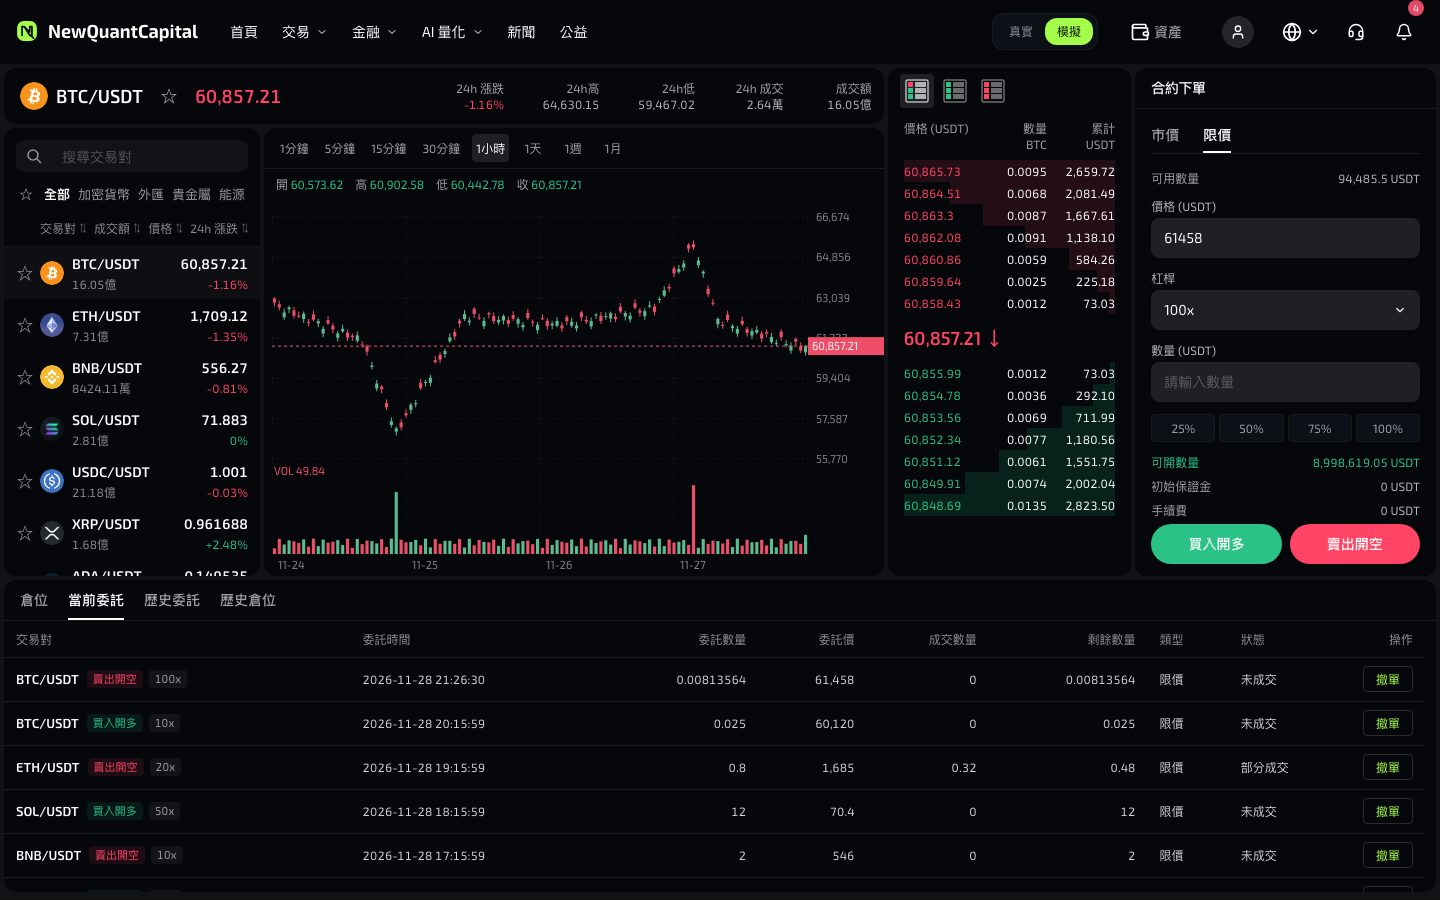 NewQuantCapital 首頁 交易 金融 AI 量化 新聞 公益 真實 模擬 資產 4
BTC/USDT 60,857.21
24h 漲跌 24h高 24h低 24h 成交 成交額
-1.16% 64,630.15 59,467.02 2.64萬 16.05億
搜尋交易對
全部 加密貨幣 外匯 貴金屬 能源
交易對 成交額 價格 24h 漲跌
BTC/USDT 60,857.21
16.05億 -1.16%
ETH/USDT 1,709.12
7.31億 -1.35%
BNB/USDT 556.27
8424.11萬 -0.81%
SOL/USDT 71.883
2.81億 0%
USDC/USDT 1.001
21.18億 -0.03%
XRP/USDT 0.961688
1.68億 +2.48%
1分鐘 5分鐘 15分鐘 30分鐘 1小時 1天 1週 1月
開 60,573.62 高 60,902.58 低 60,442.78 收 60,857.21
66,674
64,856
63,039
60,857.21
59,404
57,587
55,770
VOL 49.84
11-24 11-25 11-26 11-27
價格 (USDT) 數量 累計
BTC USDT
60,865.73 0.0095 2,659.72
60,864.51 0.0068 2,081.49
60,863.3 0.0087 1,667.61
60,862.08 0.0091 1,138.10
60,860.86 0.0059 584.26
60,859.64 0.0025 225.18
60,858.43 0.0012 73.03
60,857.21 ↓
60,855.99 0.0012 73.03
60,854.78 0.0036 292.10
60,853.56 0.0069 711.99
60,852.34 0.0077 1,180.56
60,851.12 0.0061 1,551.75
60,849.91 0.0074 2,002.04
60,848.69 0.0135 2,823.50
合約下單
市價 限價
可用數量 94,485.5 USDT
價格 (USDT)
61458
杠桿
100x
數量 (USDT)
請輸入數量
25% 50% 75% 100%
可開數量 8,998,619.05 USDT
初始保證金 0 USDT
手續費 0 USDT
買入開多 賣出開空
倉位 當前委託 歷史委託 歷史倉位
交易對 委託時間 委託數量 委託價 成交數量 剩餘數量 類型 狀態 操作
BTC/USDT 賣出開空 100x 2026-11-28 21:26:30 0.00813564 61,458 0 0.00813564 限價 未成交 撤單
BTC/USDT 買入開多 10x 2026-11-28 20:15:59 0.025 60,120 0 0.025 限價 未成交 撤單
ETH/USDT 賣出開空 20x 2026-11-28 19:15:59 0.8 1,685 0.32 0.48 限價 部分成交 撤單
SOL/USDT 買入開多 50x 2026-11-28 18:15:59 12 70.4 0 12 限價 未成交 撤單
BNB/USDT 賣出開空 10x 2026-11-28 17:15:59 2 546 0 2 限價 未成交 撤單